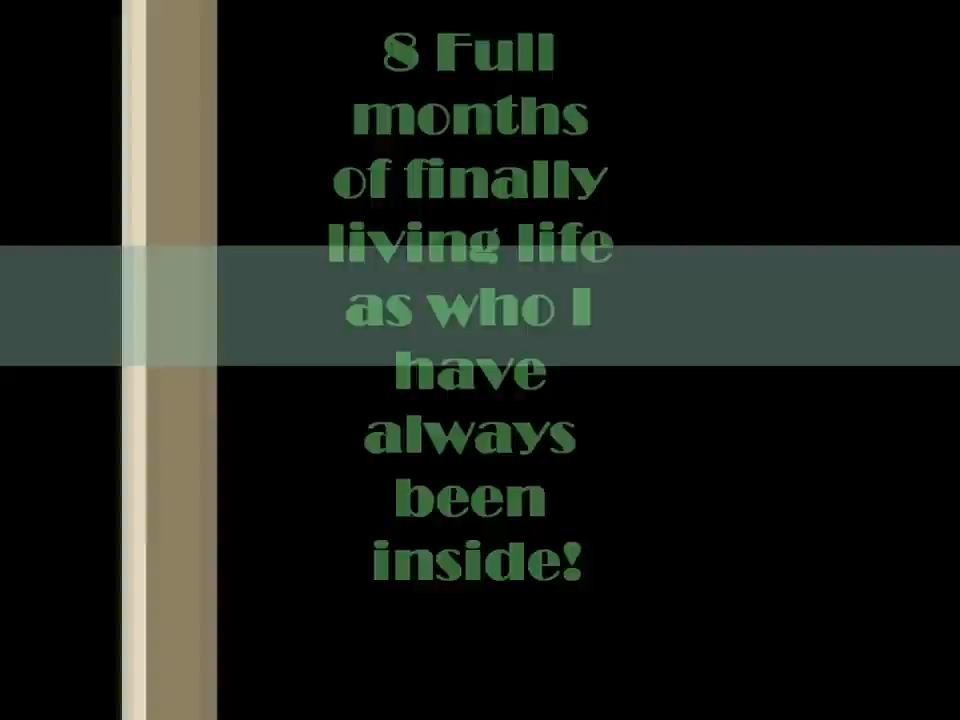 8 Full
months
of finally
living life
as who I
have
always
been
inside!